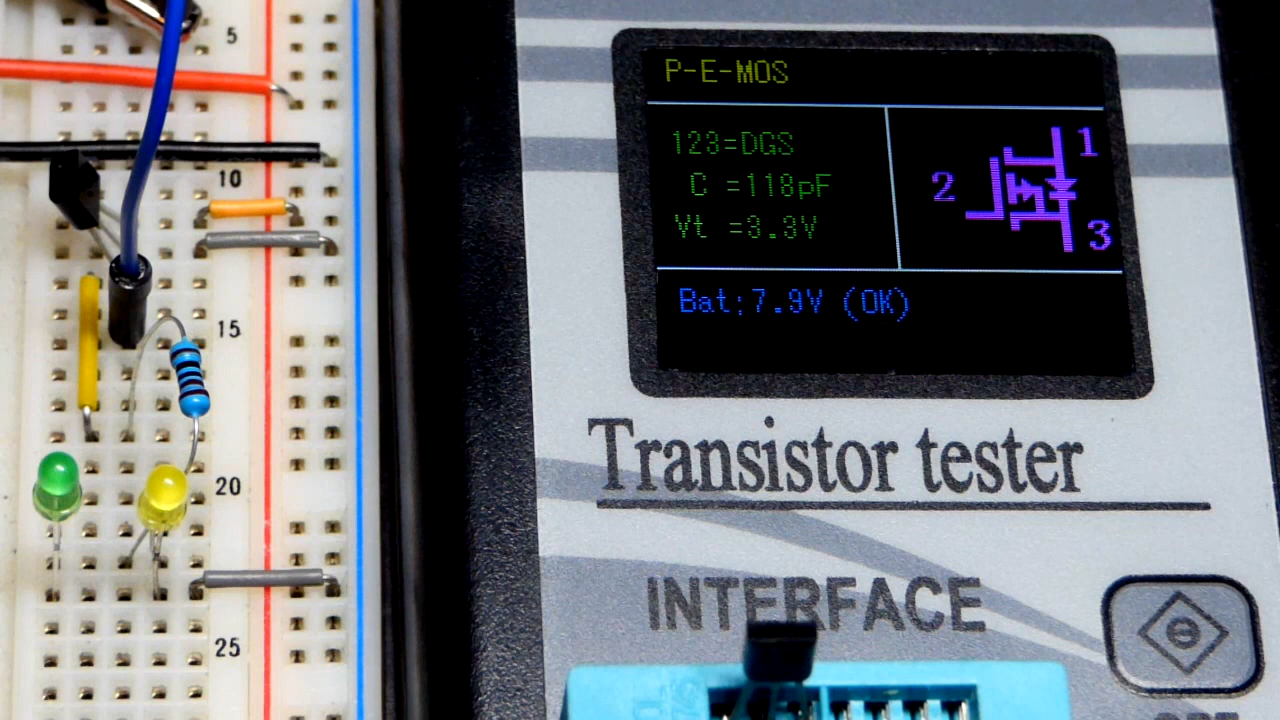 5
10
15
20
25
P-E-MOS
123=DGS
C =118pF
Vt =3.3V
1
2
3
Bat:7.9V (OK)
Transistor tester
INTERFACE